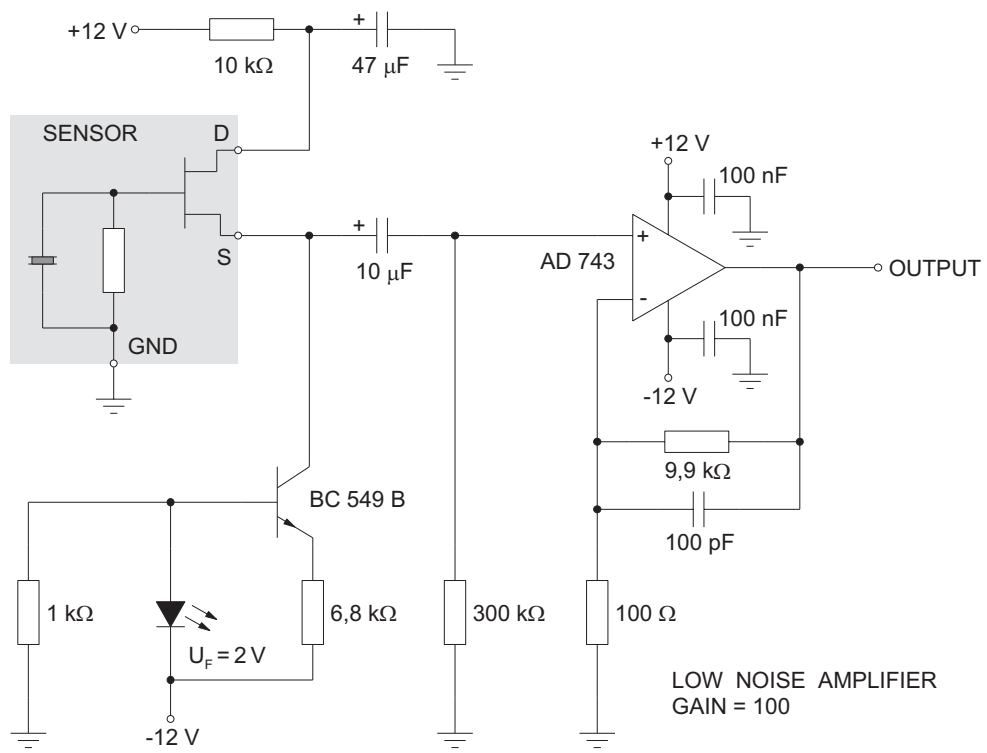 +12 V
10 kΩ
47 μF
SENSOR
D
S
GND
+
+
10 μF
+12 V
100 nF
+
AD 743
-
OUTPUT
100 nF
-12 V
9,9 kΩ
100 pF
BC 549 B
1 kΩ
U_F = 2 V
6,8 kΩ
300 kΩ
100 Ω
-12 V
LOW NOISE AMPLIFIER
GAIN = 100